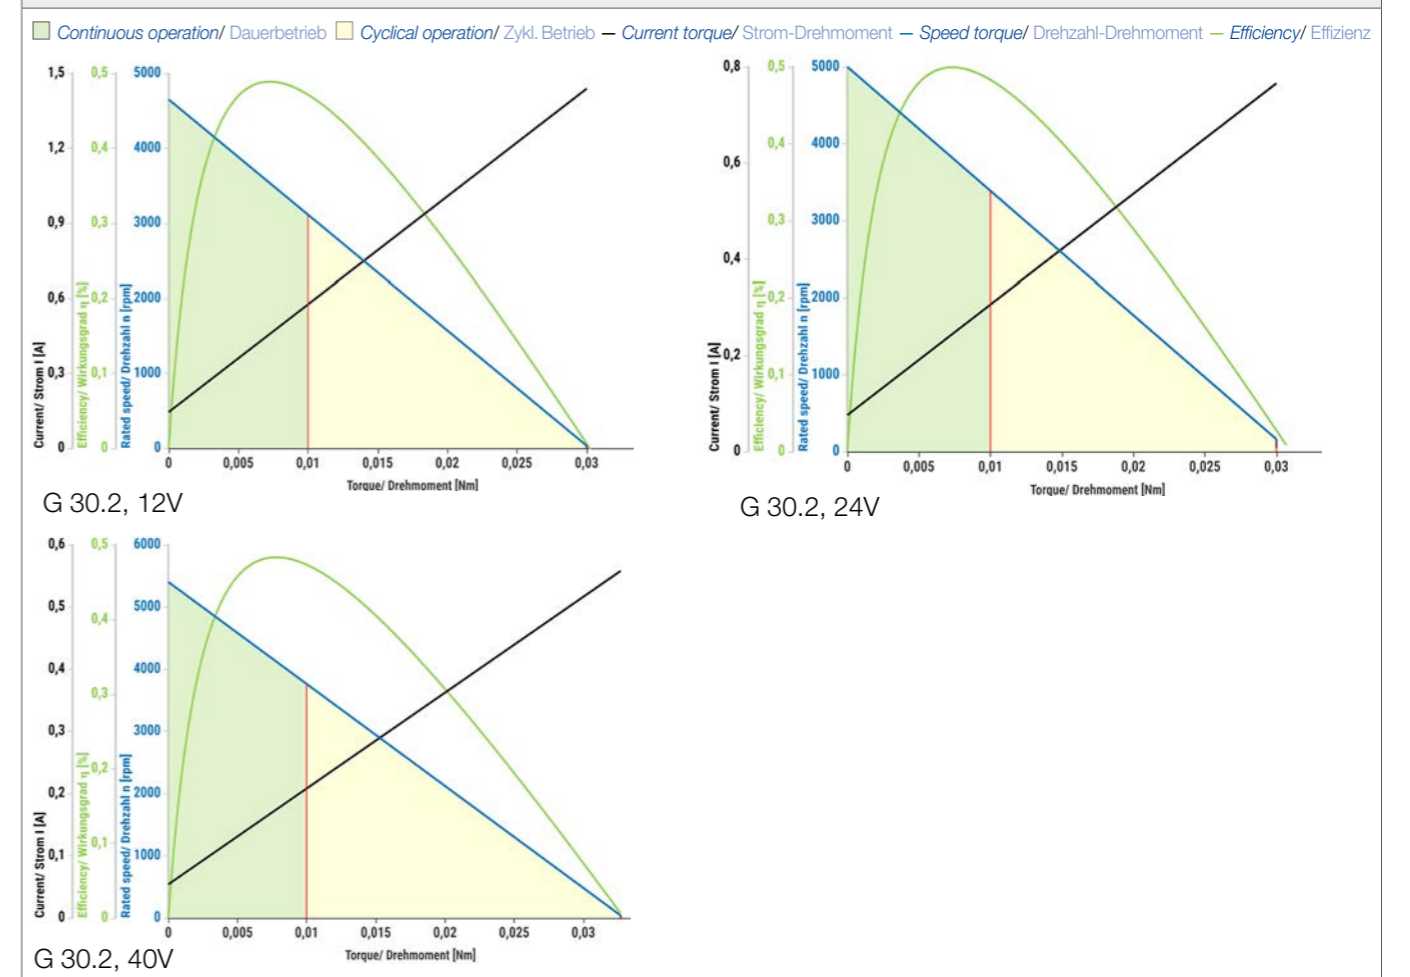 Continuous operation/ Dauerbetrieb Cyclical operation/ Zykl. Betrieb — Current torque/ Strom-Drehmoment — Speed torque/ Drehzahl-Drehmoment — Efficiency/ Effizienz
1,5 0,5 5000
1,2 0,4 4000
0,9 0,3 3000
0,6 0,2 2000
0,3 0,1 1000
0 0 0
Current/ Strom I [A]
Efficiency/ Wirkungsgrad η [%]
Rated speed/ Drehzahl n [rpm]
0 0,005 0,01 0,015 0,02 0,025 0,03
Torque/ Drehmoment [Nm]
G 30.2, 12V
0,8 0,5 5000
0,4 4000
0,6
0,3 3000
0,4
0,2 2000
0,2
0,1 1000
0 0 0
Current/ Strom I [A]
Efficiency/ Wirkungsgrad η [%]
Rated speed/ Drehzahl n [rpm]
0 0,005 0,01 0,015 0,02 0,025 0,03
Torque/ Drehmoment [Nm]
G 30.2, 24V
0,6 0,5 6000
0,5 5000
0,4
0,4 4000
0,3
0,3 3000
0,2
0,2 2000
0,1 1000
0,1
0 0 0
Current/ Strom I [A]
Efficiency/ Wirkungsgrad η [%]
Rated speed/ Drehzahl n [rpm]
0 0,005 0,01 0,015 0,02 0,025 0,03
Torque/ Drehmoment [Nm]
G 30.2, 40V